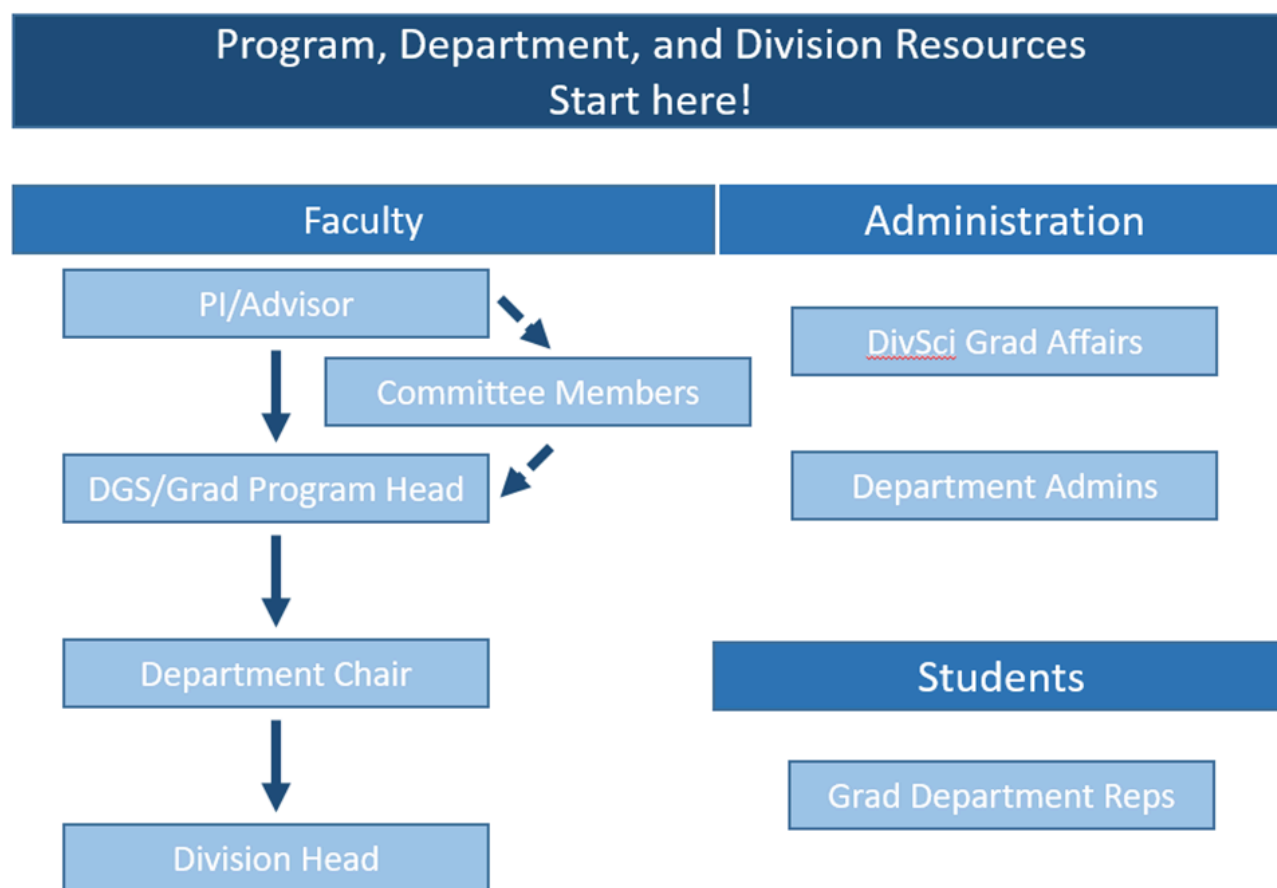 Program, Department, and Division Resources
Start here!
Faculty
PI/Advisor
Committee Members
DGS/Grad Program Head
Department Chair
Division Head
Administration
DivSci Grad Affairs
Department Admins
Students
Grad Department Reps